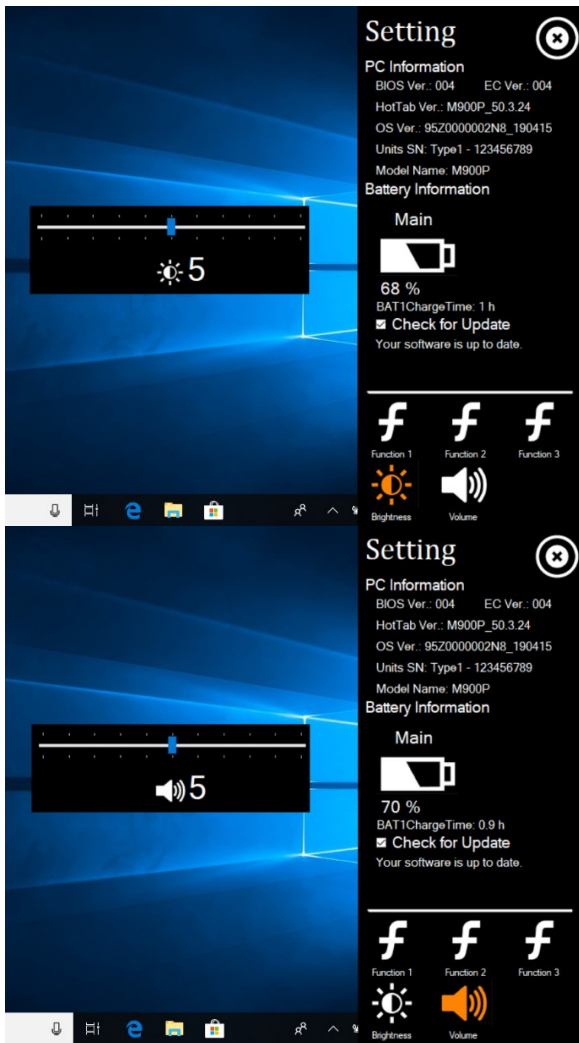 Setting
PC Information
BIOS Ver.: 004 EC Ver.: 004
HotTab Ver.: M900P_50.3.24
OS Ver.: 95Z0000002N8_190415
Units SN: Type1 - 123456789
Model Name: M900P
Battery Information
Main
5
68 %
BAT1ChargeTime: 1 h
Check for Update
Your software is up to date.
Function 1 Function 2 Function 3
Brightness Volume
Setting
PC Information
BIOS Ver.: 004 EC Ver.: 004
HotTab Ver.: M900P_50.3.24
OS Ver.: 95Z0000002N8_190415
Units SN: Type1 - 123456789
Model Name: M900P
Battery Information
Main
5
70 %
BAT1ChargeTime: 0.9 h
Check for Update
Your software is up to date.
Function 1 Function 2 Function 3
Brightness Volume